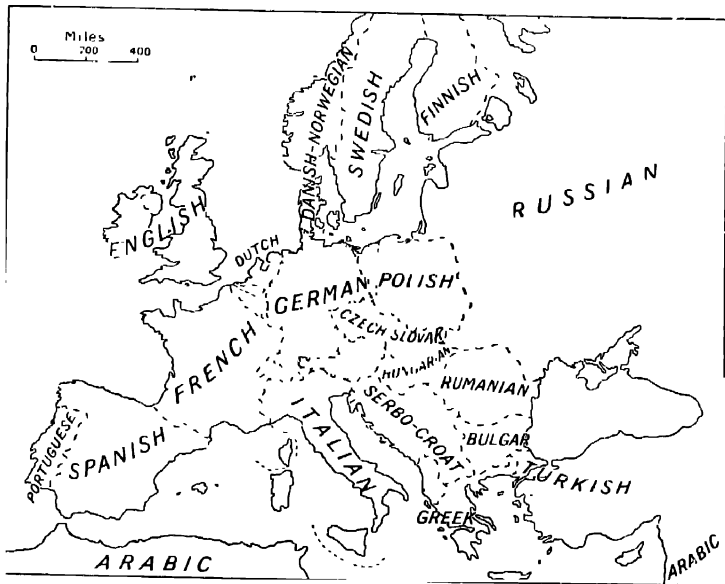 Miles
0 200 400
DANISH-NORWEGIAN
SWEDISH
FINNISH
RUSSIAN
ENGLISH
DUTCH
GERMAN
POLISH
CZECH SLOVAK
FRENCH
HUNGARIAN
RUMANIAN
ITALIAN
SERBO-CROAT
BULGAR
PORTUGUESE
SPANISH
TURKISH
GREEK
ARABIC
ARABIC